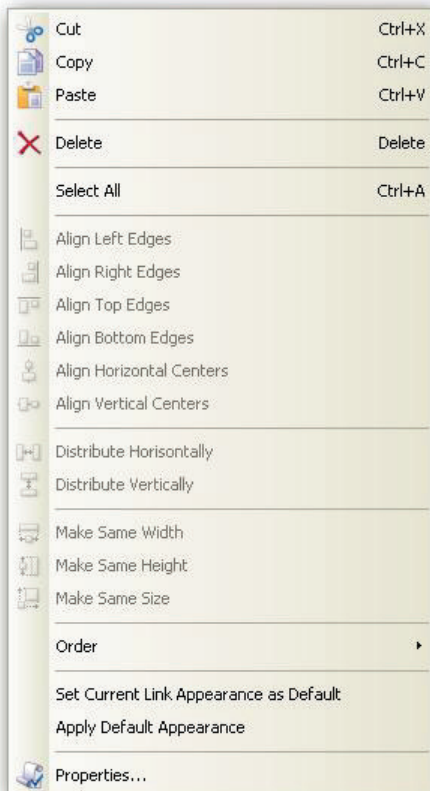 Cut Ctrl+X
Copy Ctrl+C
Paste Ctrl+V
Delete Delete
Select All Ctrl+A
Align Left Edges
Align Right Edges
Align Top Edges
Align Bottom Edges
Align Horizontal Centers
Align Vertical Centers
Distribute Horisontally
Distribute Vertically
Make Same Width
Make Same Height
Make Same Size
Order
Set Current Link Appearance as Default
Apply Default Appearance
Properties...